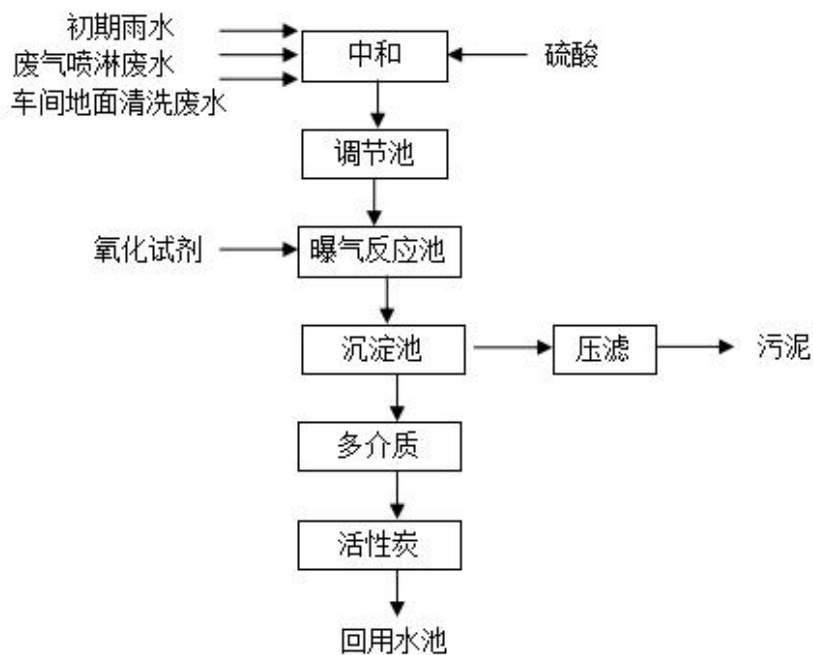 初期雨水
废气喷淋废水
车间地面清洗废水
中和
硫酸
调节池
氧化试剂
曝气反应池
沉淀池
压滤
污泥
多介质
活性炭
回用水池